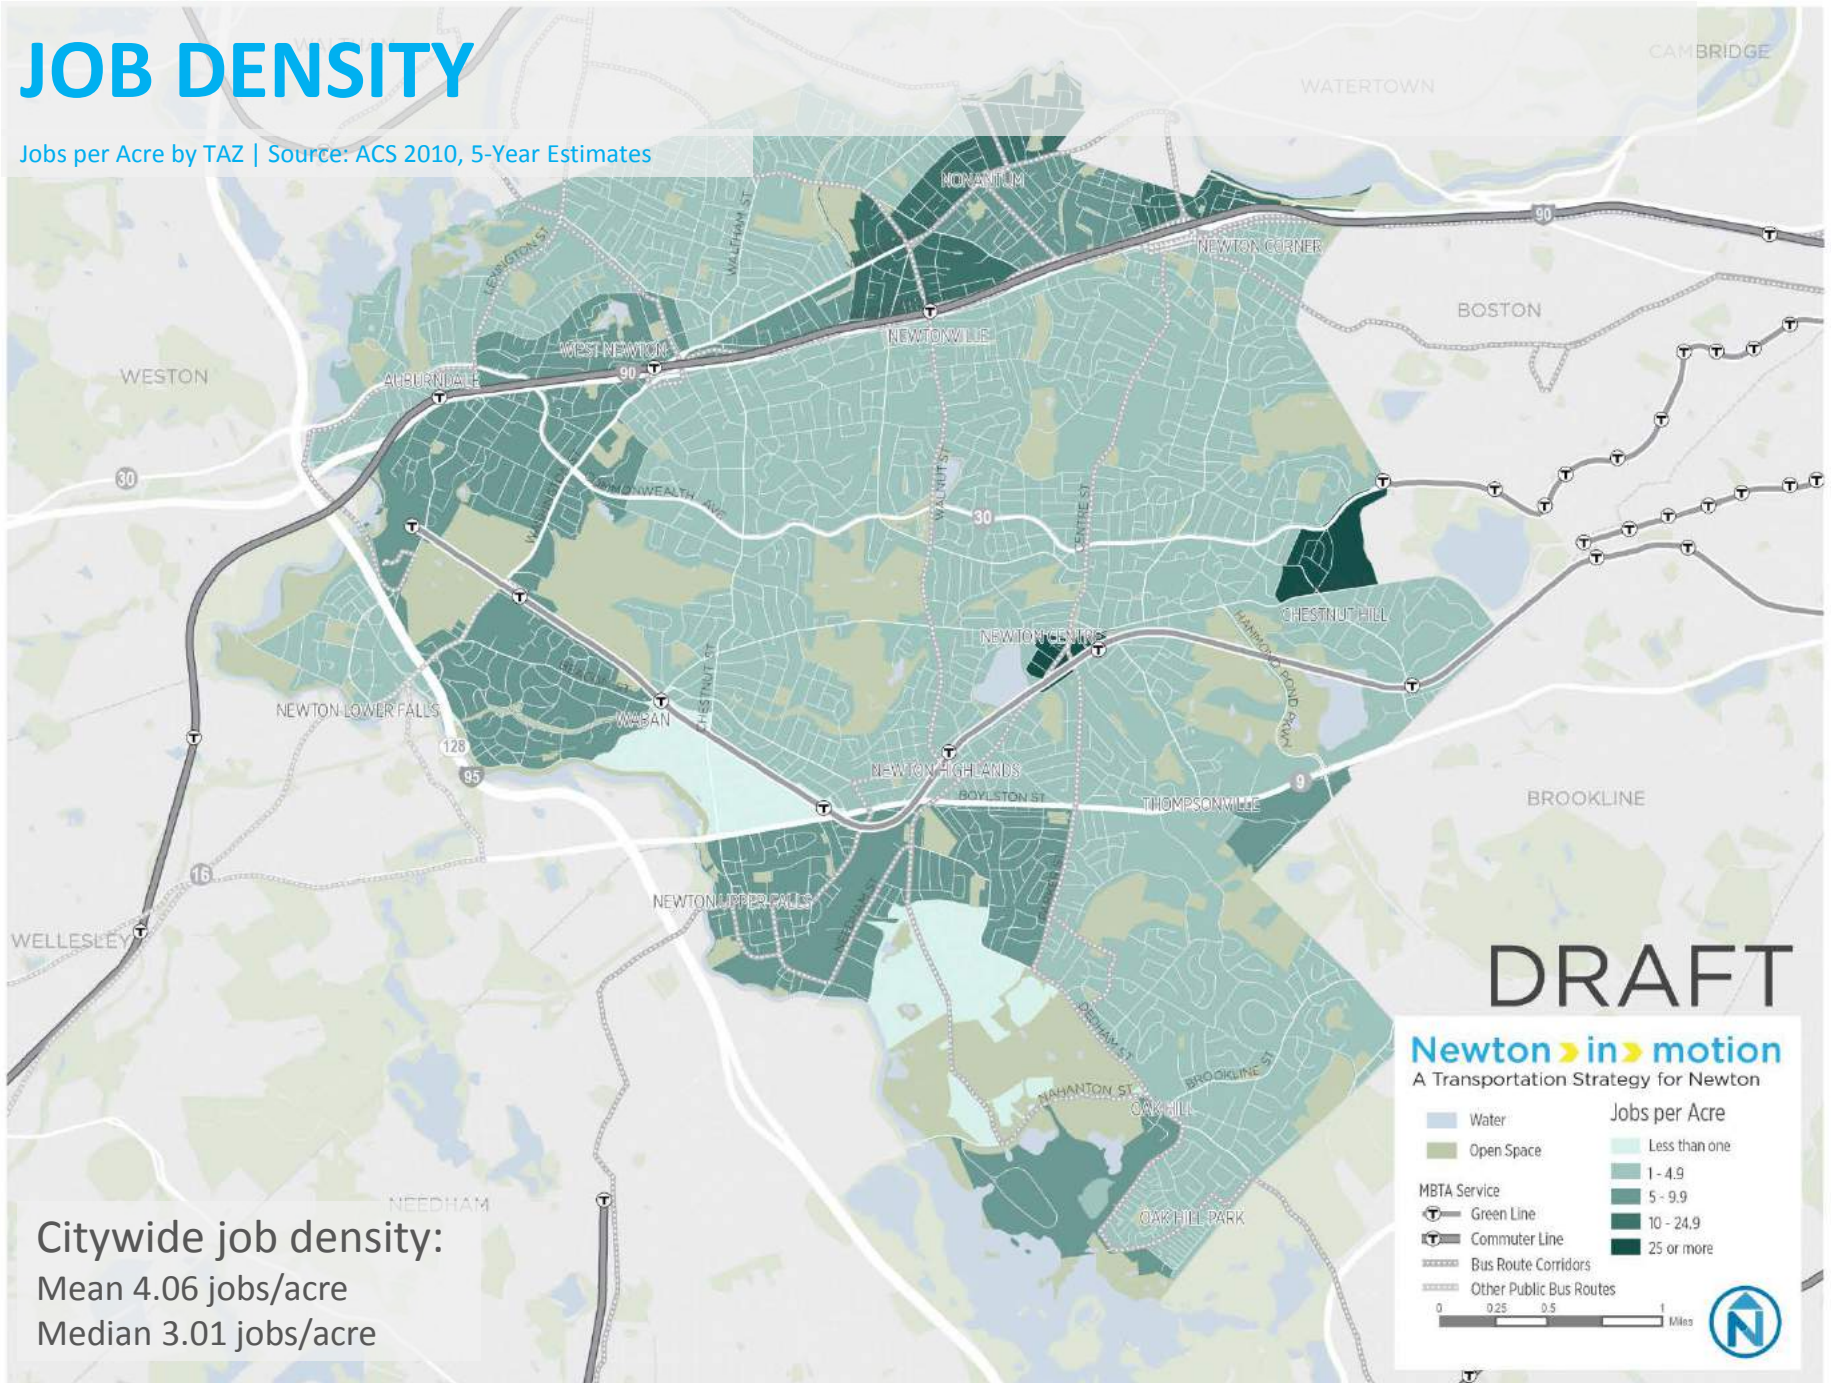 JOB DENSITY
Jobs per Acre by TAZ | Source: ACS 2010, 5-Year Estimates
WALTHAM
CAMBRIDGE
WATERTOWN
NONANTUM
WALTHAM ST
90
LEXINGTON ST
NEWTON CORNER
BOSTON
NEWTONVILLE
WEST NEWTON
90
WESTON
AUBURNDALE
30
COMMONWEALTH AVE
WALNUT ST
30
CENTRE ST
CHESTNUT HILL
HAMMOND POND PKWY
NEWTON CENTRE
CHESTNUT ST
NEWTON LOWER FALLS
WABAN
128
95
NEWTON HIGHLANDS
BOYLSTON ST
THOMPSONVILLE
9
BROOKLINE
16
NEWTON UPPER FALLS
NEEDHAM ST
WELLESLEY
DEDHAM ST
BROOKLINE ST
NAHANTON ST
OAK HILL
OAK HILL PARK
NEEDHAM
DRAFT
Newton in motion
A Transportation Strategy for Newton
Water
Open Space
MBTA Service
Green Line
Commuter Line
Bus Route Corridors
Other Public Bus Routes
Jobs per Acre
Less than one
1 - 4.9
5 - 9.9
10 - 24.9
25 or more
0 0.25 0.5 1
Miles
N
Citywide job density:
Mean 4.06 jobs/acre
Median 3.01 jobs/acre